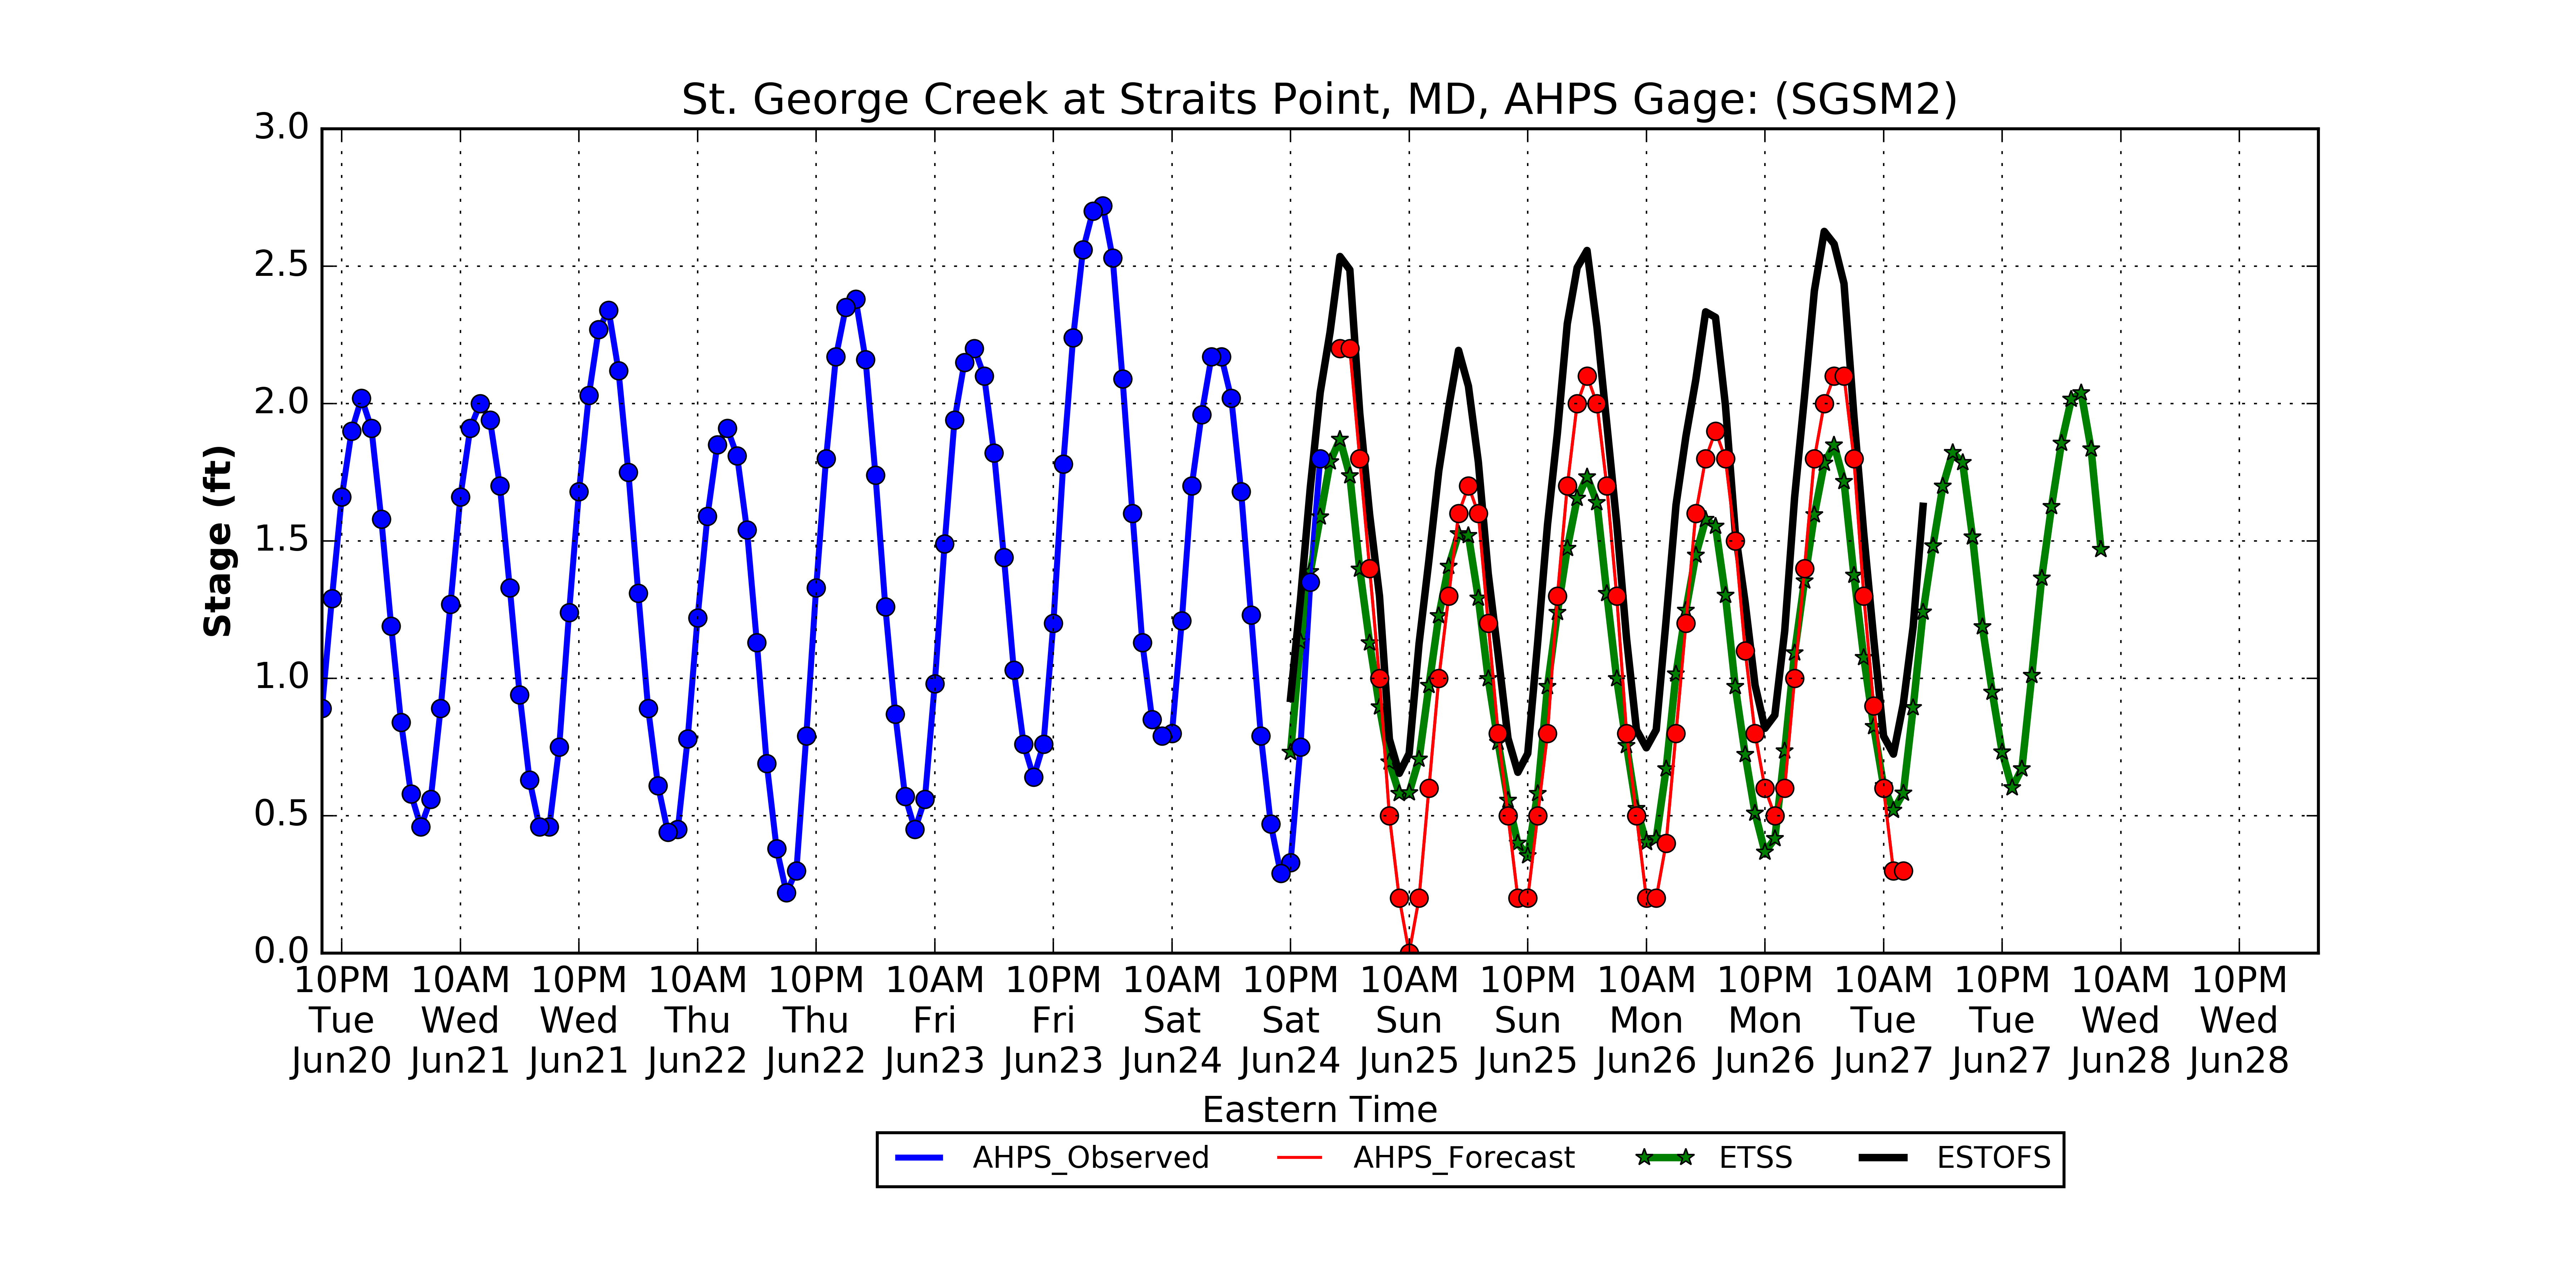 St. George Creek at Straits Point, MD, AHPS Gage: (SGSM2)
3.0
2.5
2.0
1.5
1.0
0.5
0.0
Stage (ft)
10PM 10AM 10PM 10AM 10PM 10AM 10PM 10AM 10PM 10AM 10PM 10AM 10PM 10AM 10PM 10AM 10PM
Tue Wed Wed Thu Thu Fri Fri Sat Sat Sun Sun Mon Mon Tue Tue Wed Wed
Jun20 Jun21 Jun21 Jun22 Jun22 Jun23 Jun23 Jun24 Jun24 Jun25 Jun25 Jun26 Jun26 Jun27 Jun27 Jun28 Jun28
Eastern Time
AHPS_Observed AHPS_Forecast ETSS ESTOFS